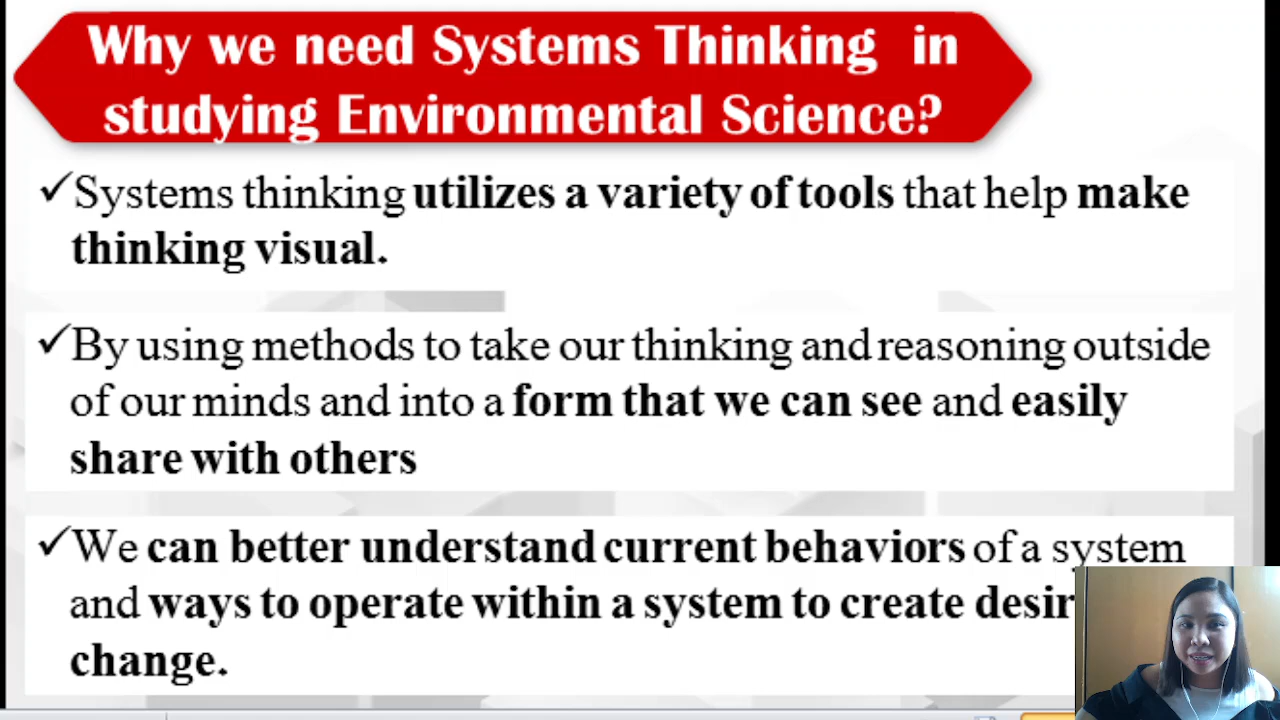 Why we need Systems Thinking in
studying Environmental Science?
✓Systems thinking utilizes a variety of tools that help make
thinking visual.
✓By using methods to take our thinking and reasoning outside
of our minds and into a form that we can see and easily
share with others
✓We can better understand current behaviors of a system
and ways to operate within a system to create desir
change.